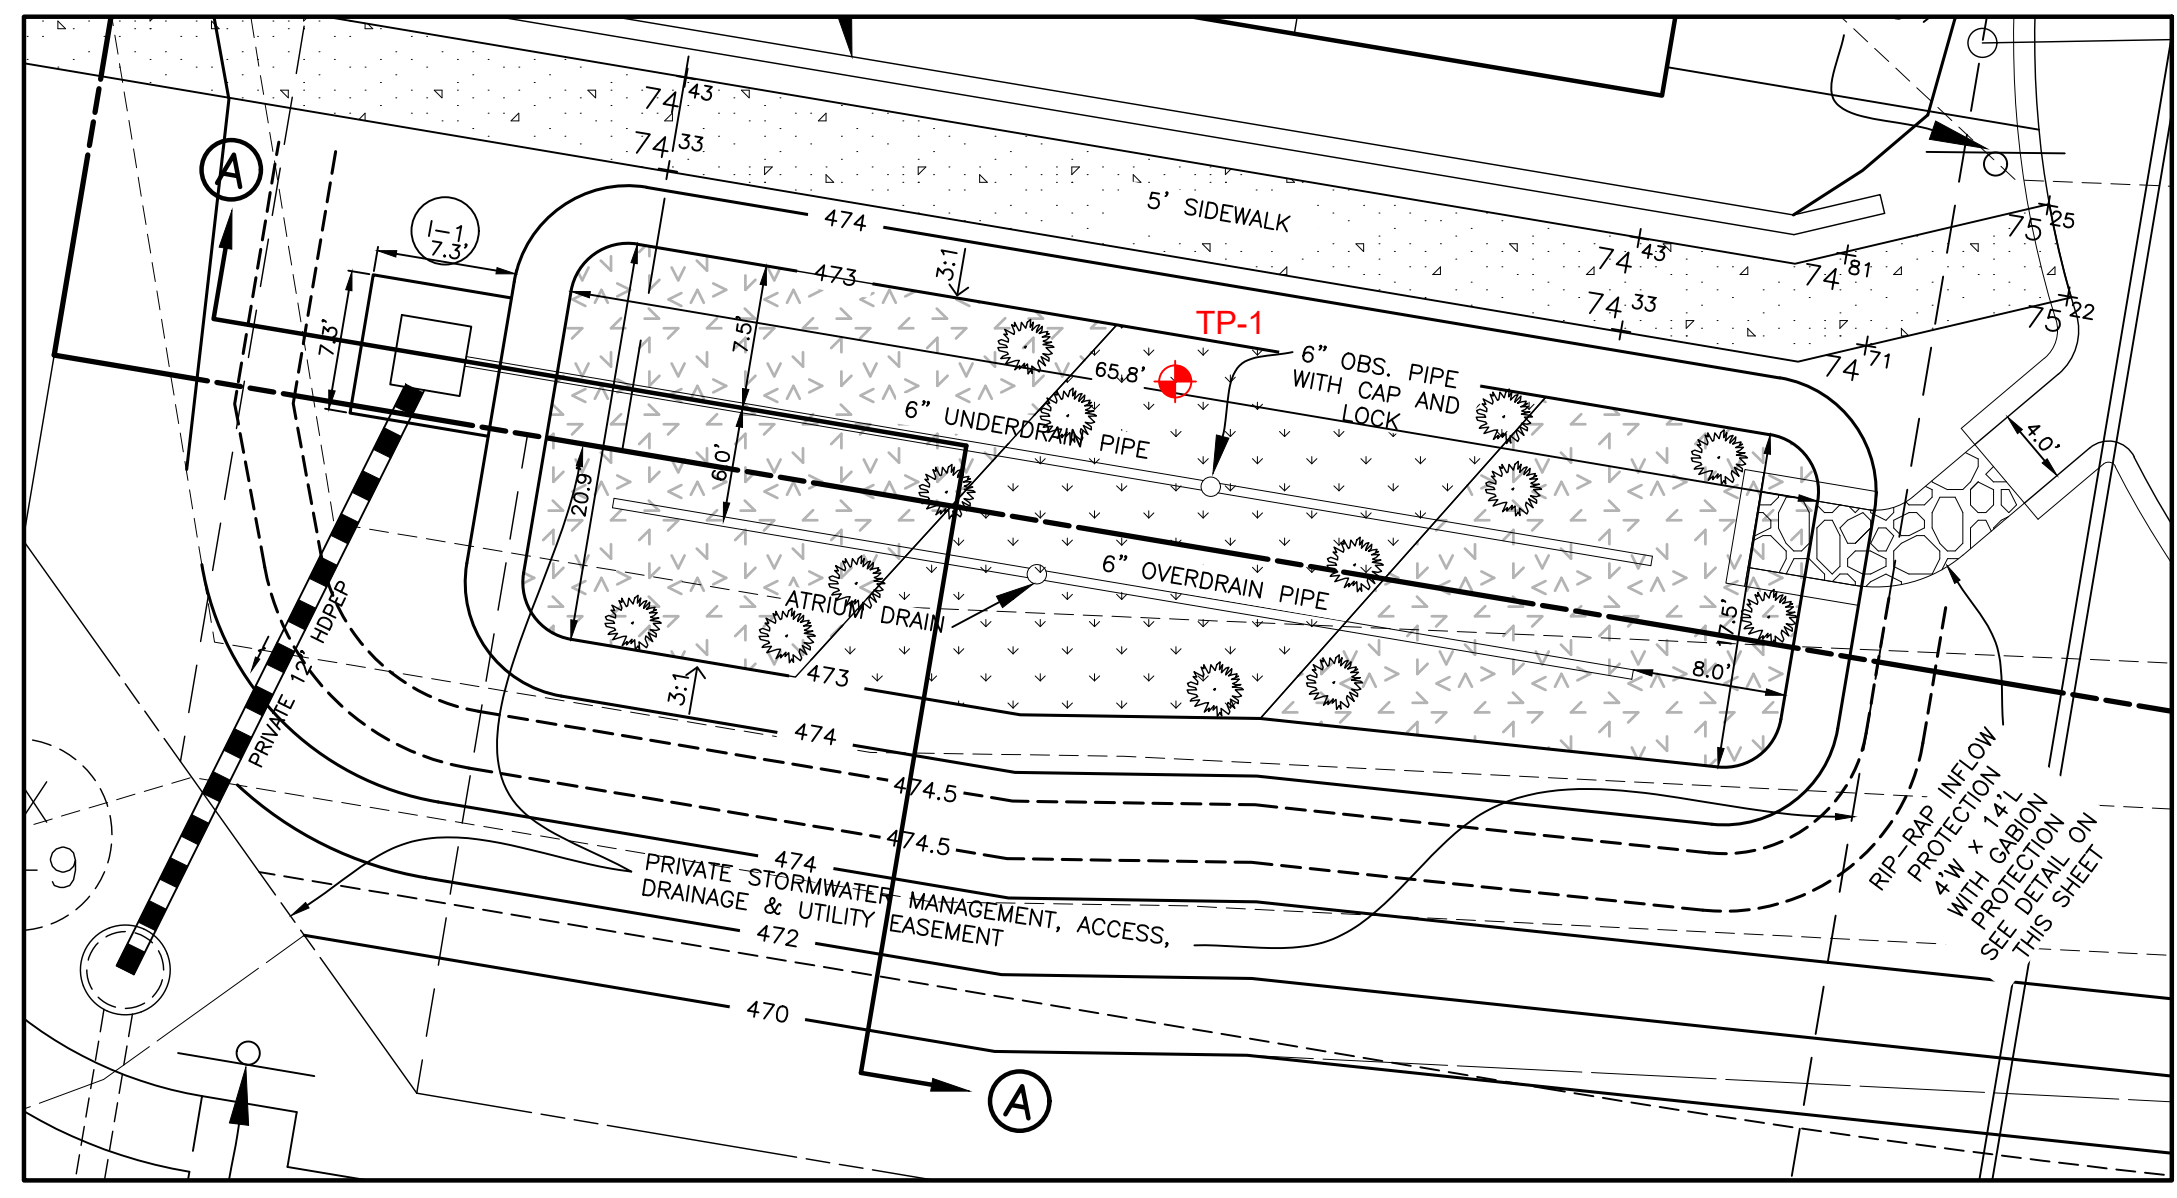 74 43
74 33
A
I-1
7.3'
7.3'
474
473
3:1
5' SIDEWALK
75 25
74 43
74 81
74 33
75 22
74 71
TP-1
7.5'
65.8'
6" OBS. PIPE
WITH CAP AND
LOCK
6" UNDERDRAIN PIPE
6.0'
20.9'
4.0'
6" OVERDRAIN PIPE
ATRIUM DRAIN
17.5'
8.0'
473
3:1
474
PRIVATE 12" HDPEP
474.5
474.5
474
PRIVATE STORMWATER MANAGEMENT, ACCESS,
DRAINAGE & UTILITY EASEMENT
472
470
RIP-RAP INFLOW
PROTECTION
4'W x 14'L
WITH GABION
PROTECTION
SEE DETAIL ON
THIS SHEET
9
A